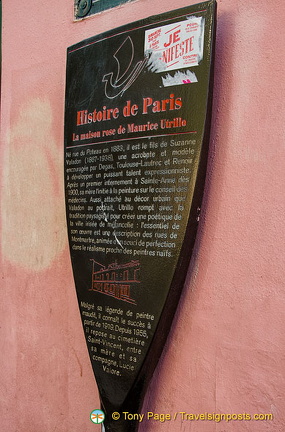 JE
MANIFESTE
Histoire de Paris
La maison rose de Maurice Utrillo
Né rue du Poteau en 1883, il est le fils de Suzanne
Valadon (1867-1938), une acrobate et modèle
encouragée par Degas, Toulouse-Lautrec et Renoir
à développer un puissant talent expressionniste.
Après un premier internement à Sainte-Anne dès
1900, sa mère l'initie à la peinture sur le conseil des
médecins. Aussi attaché au décor urbain que
Valadon au portrait, Utrillo rompt avec la
tradition paysagiste pour créer une poétique de
la ville irisée de mélancolie : l'essentiel de
son œuvre est une description des rues de
Montmartre, animée d'un souci de perfection
dans le réalisme proche des peintres naïfs.
Malgré sa légende de peintre
maudit, il connaît le succès à
partir de 1919. Depuis 1955,
il repose au cimetière
Saint-Vincent, entre
sa mère et sa
compagne, Lucie
Valore.
© Tony Page / Travelsignposts.com